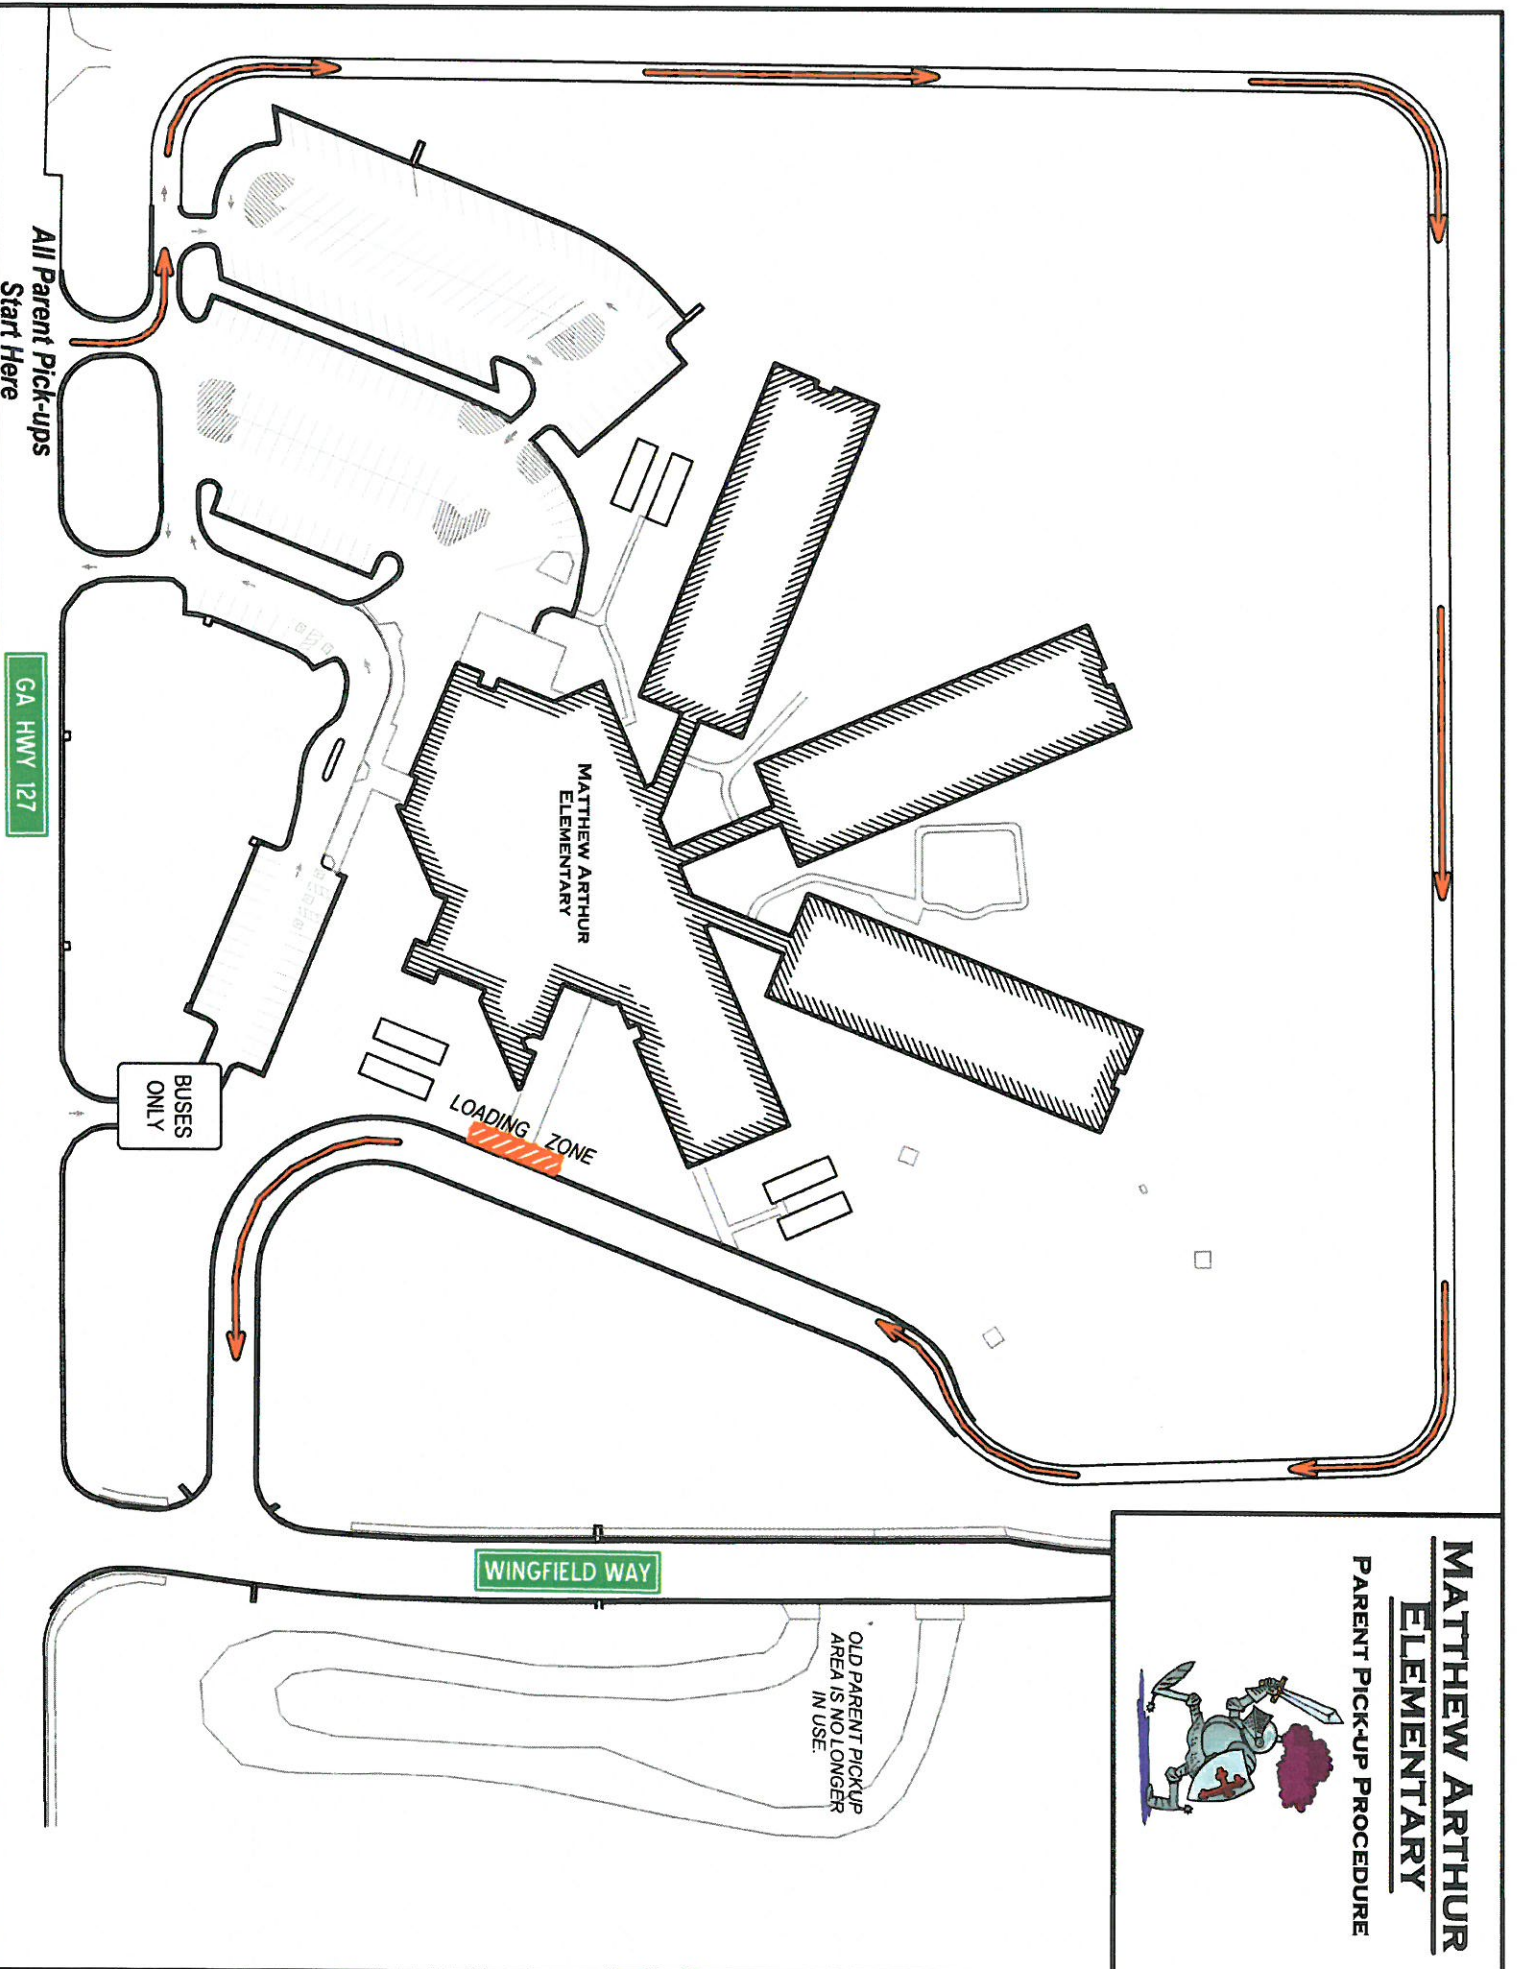 MATTHEW ARTHUR
ELEMENTARY
PARENT PICK-UP PROCEDURE
MATTHEW ARTHUR
ELEMENTARY
LOADING ZONE
OLD PARENT PICKUP
AREA IS NO LONGER
IN USE.
WINGFIELD WAY
BUSES
ONLY
All Parent Pick-ups
Start Here
GA HWY 127